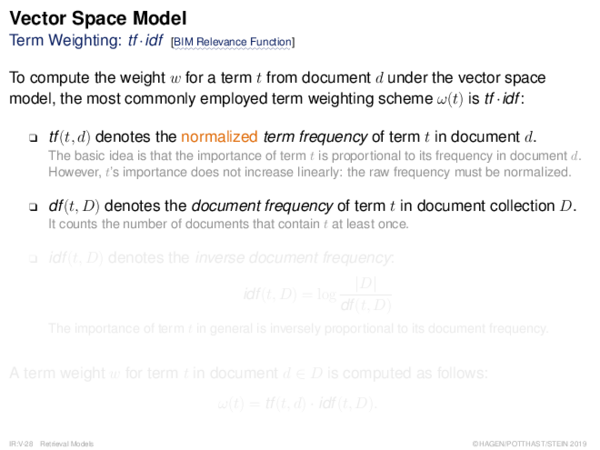 Vector Space Model
Term Weighting: tf · idf [BIM Relevance Function]
To compute the weight w for a term t from document d under the vector space
model, the most commonly employed term weighting scheme ω(t) is tf · idf:
❑ tf(t, d) denotes the normalized term frequency of term t in document d.
The basic idea is that the importance of term t is proportional to its frequency in document d.
However, t's importance does not increase linearly: the raw frequency must be normalized.
❑ df(t, D) denotes the document frequency of term t in document collection D.
It counts the number of documents that contain t at least once.
❑ idf(t, D) denotes the inverse document frequency:
idf(t, D) = log |D| / df(t, D)
The importance of term t in general is inversely proportional to its document frequency.
A term weight w for term t in document d ∈ D is computed as follows:
ω(t) = tf(t, d) · idf(t, D).
IR:V-28 Retrieval Models ©HAGEN/POTTHAST/STEIN 2019